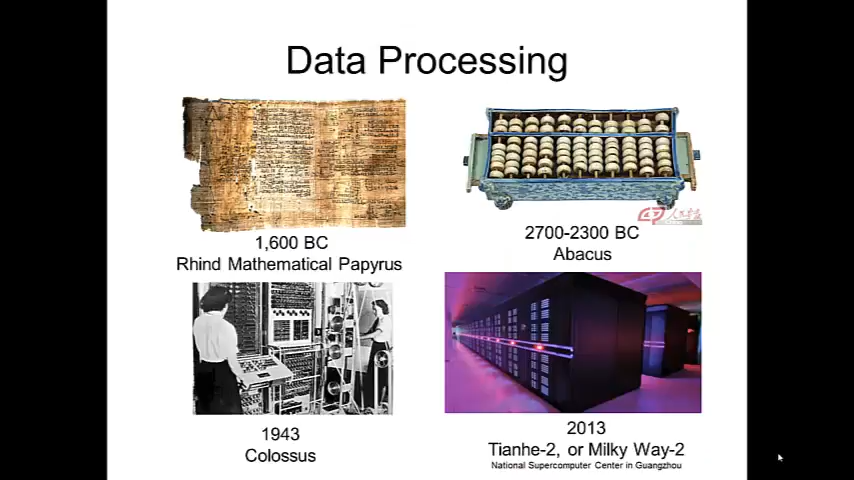 Data Processing
1,600 BC
Rhind Mathematical Papyrus
2700-2300 BC
Abacus
1943
Colossus
2013
Tianhe-2, or Milky Way-2
National Supercomputer Center in Guangzhou